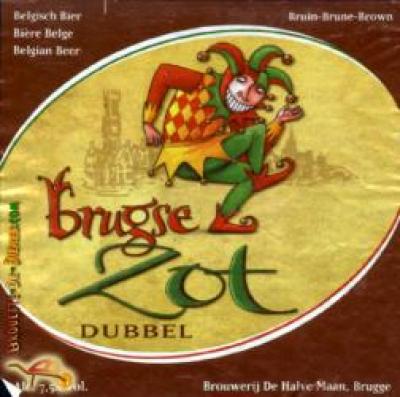 Belgisch Bier
Bière Belge
Belgian Beer
Bruin-Brune-Brown
Brugse
Zot
DUBBEL
Alc. 7,5% vol.
Brouwerij De Halve Maan, Brugge